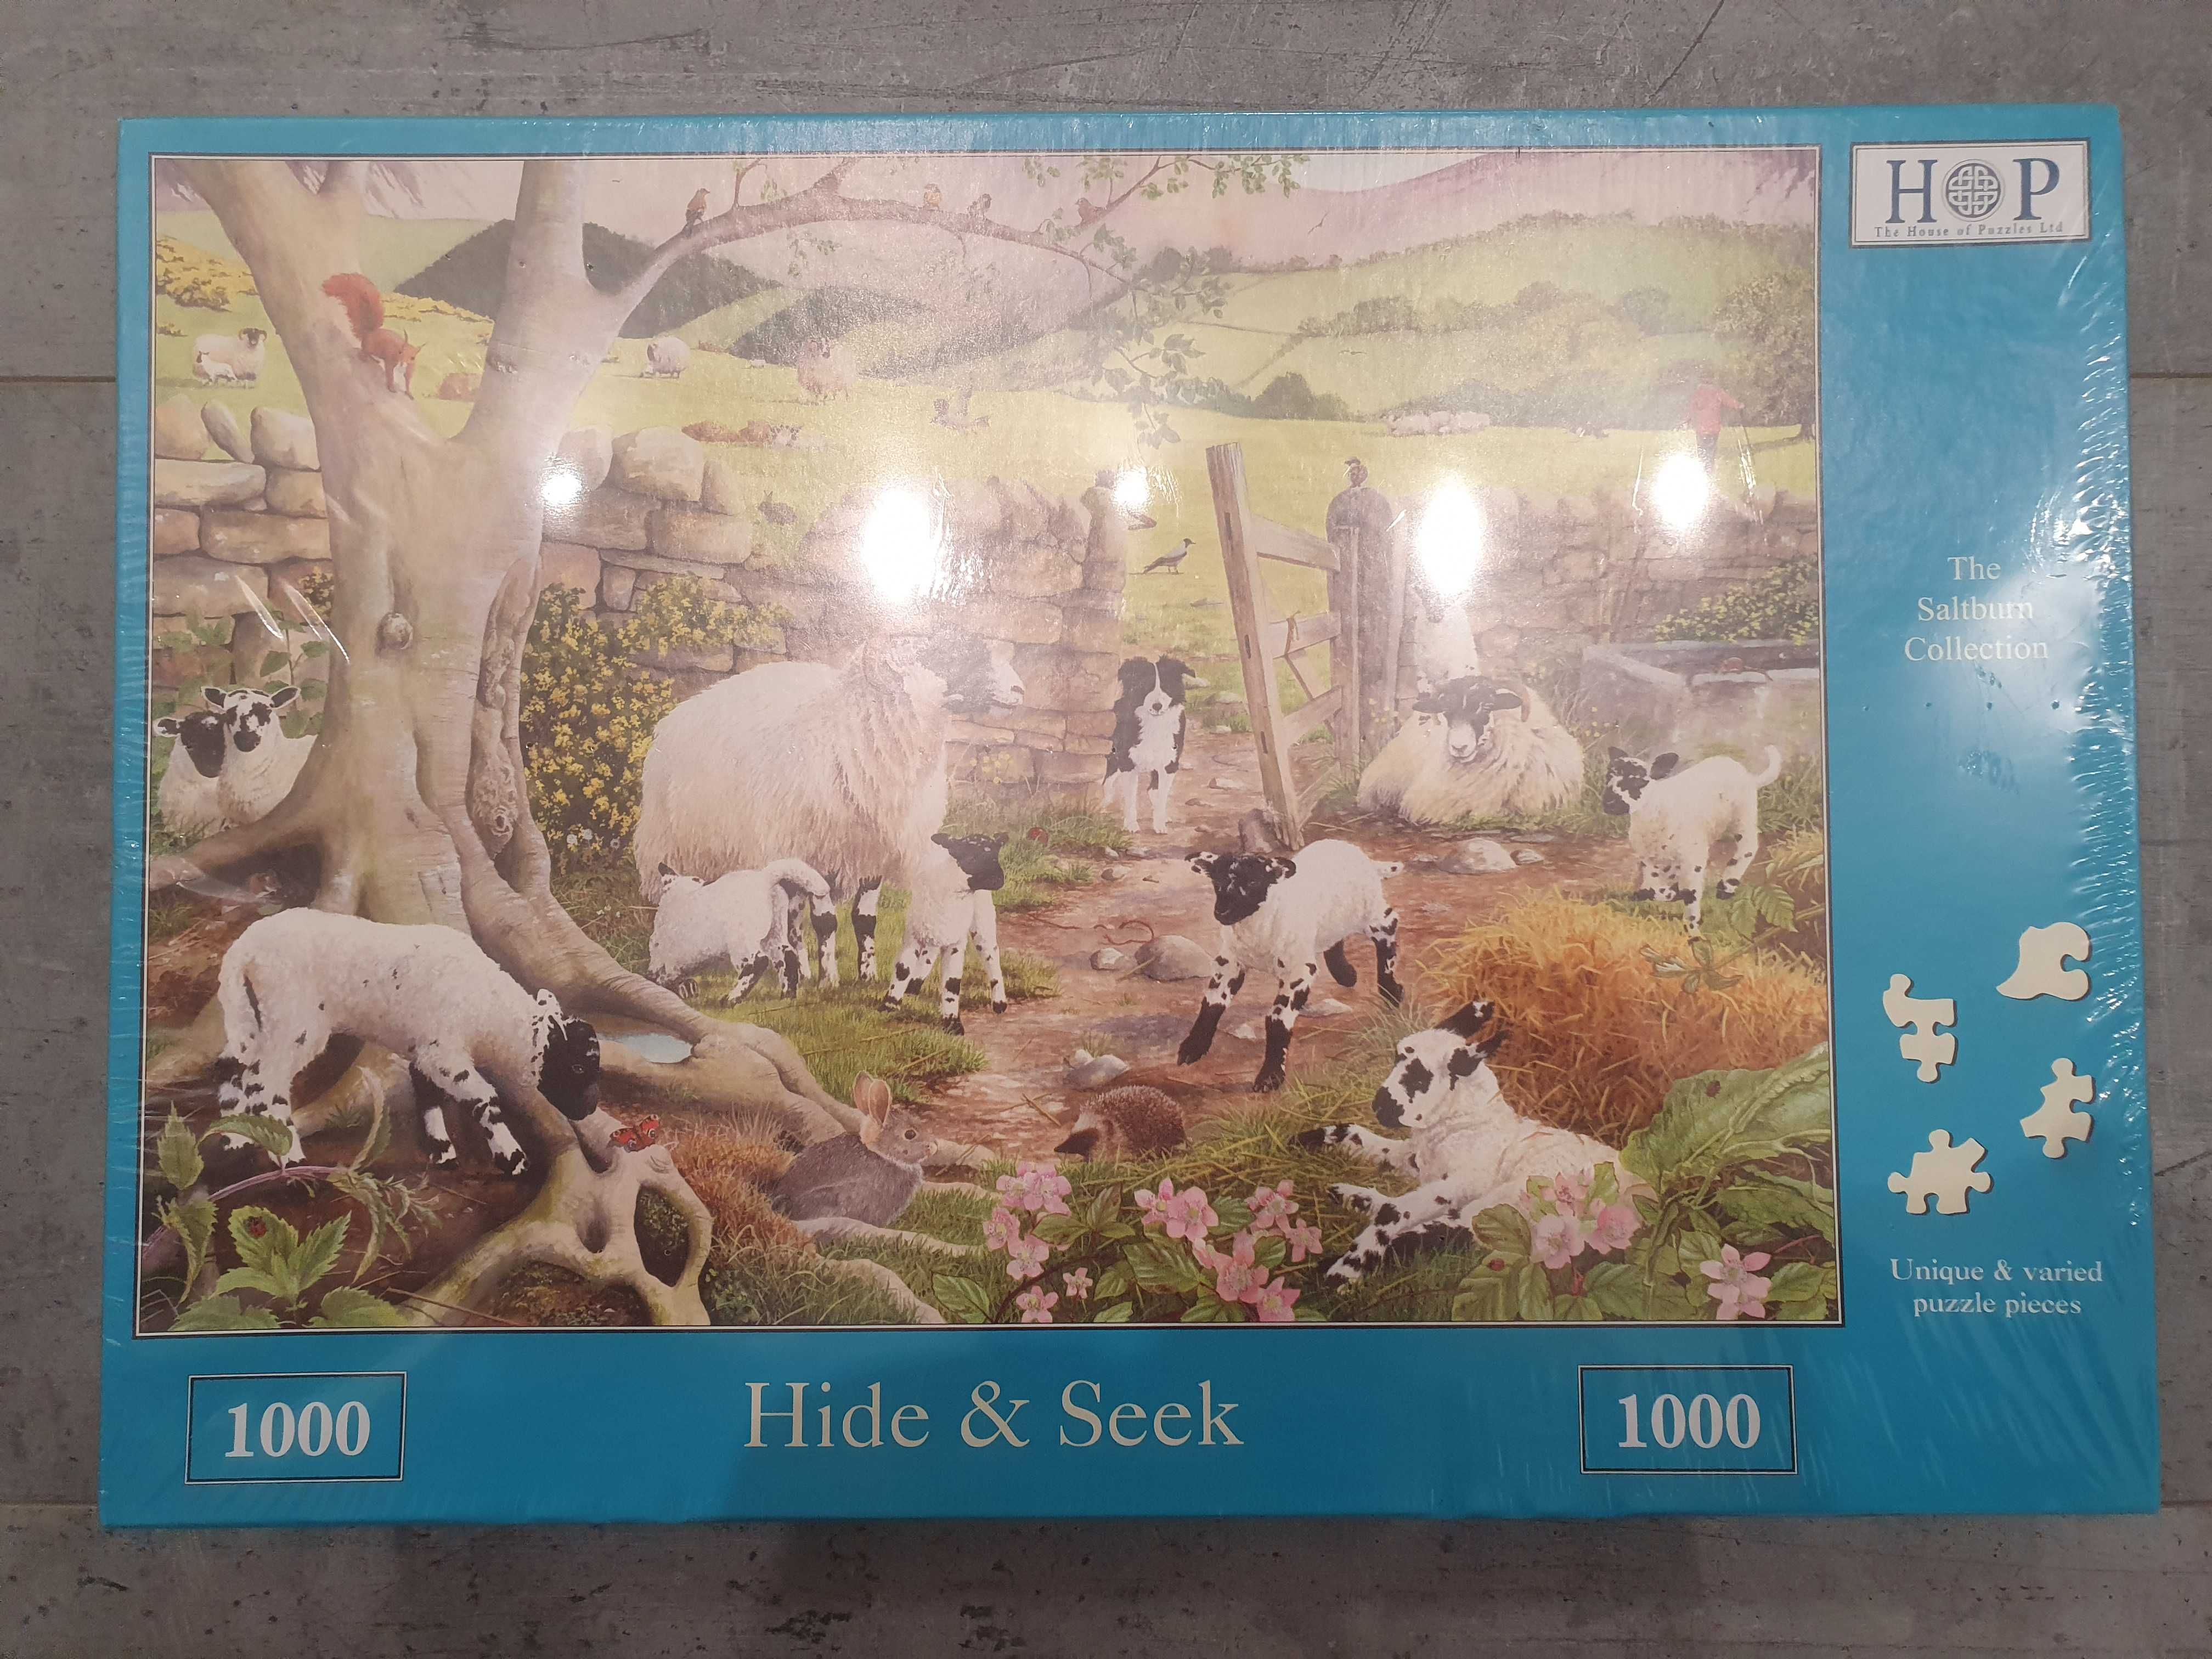 HOP
The House of Puzzles Ltd
The
Saltburn
Collection
Unique & varied
puzzle pieces
1000
Hide & Seek
1000